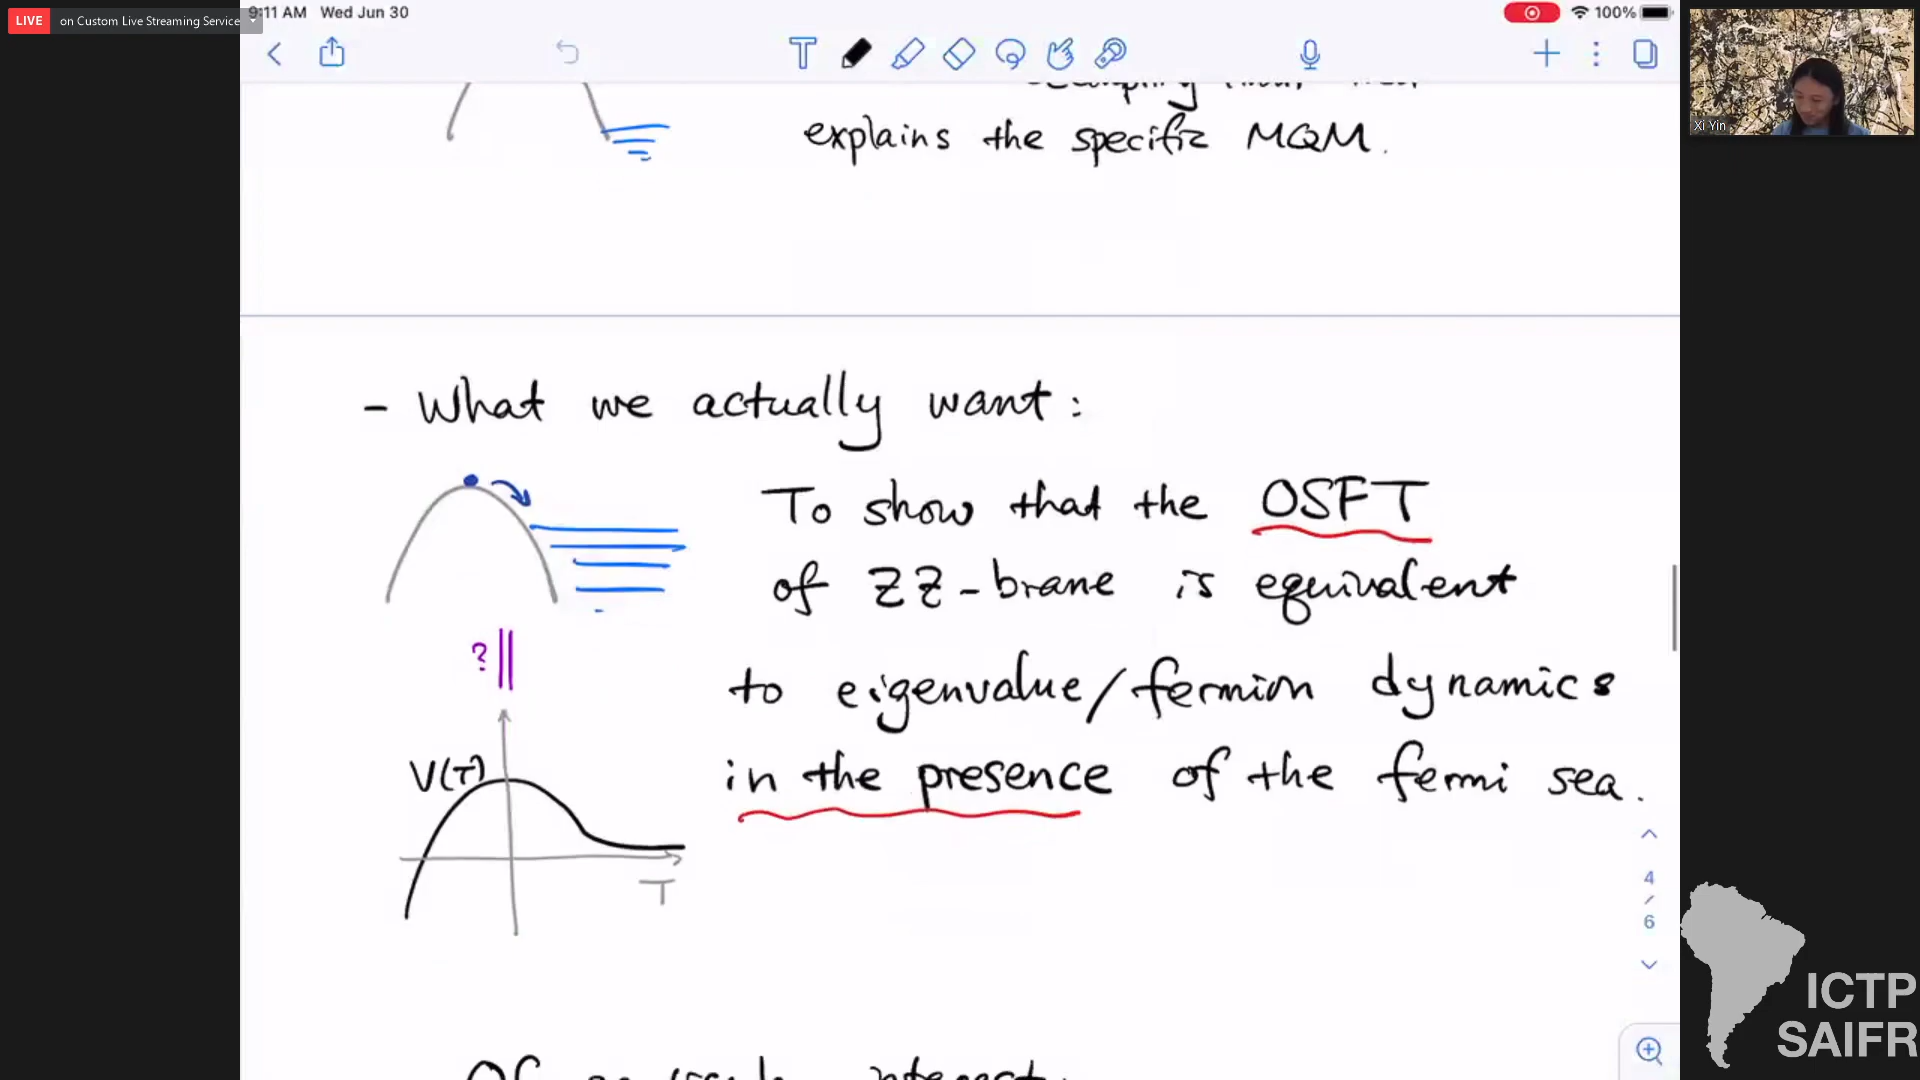 LIVE on Custom Live Streaming Service
9:11 AM Wed Jun 30
100%
Xi Yin
explains the specific MQM.
- What we actually want:
To show that the OSFT
of ZZ-brane is equivalent
? ||
to eigenvalue/fermion dynamics
V(T)
in the presence of the fermi sea.
T
4
/
6
ICTP
SAIFR